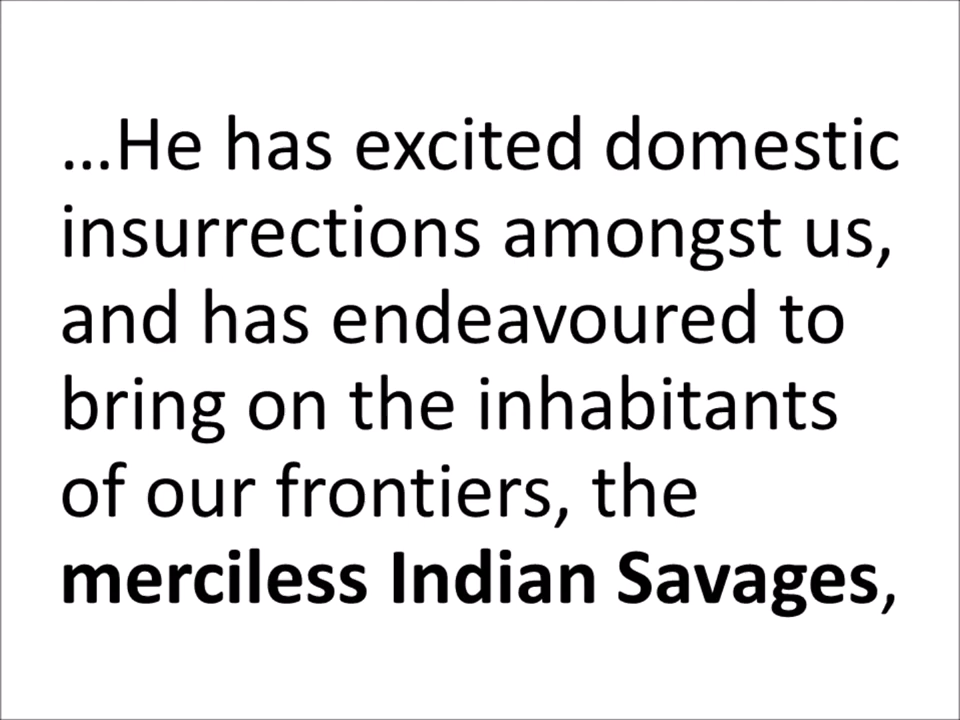 …He has excited domestic
insurrections amongst us,
and has endeavoured to
bring on the inhabitants
of our frontiers, the
merciless Indian Savages,